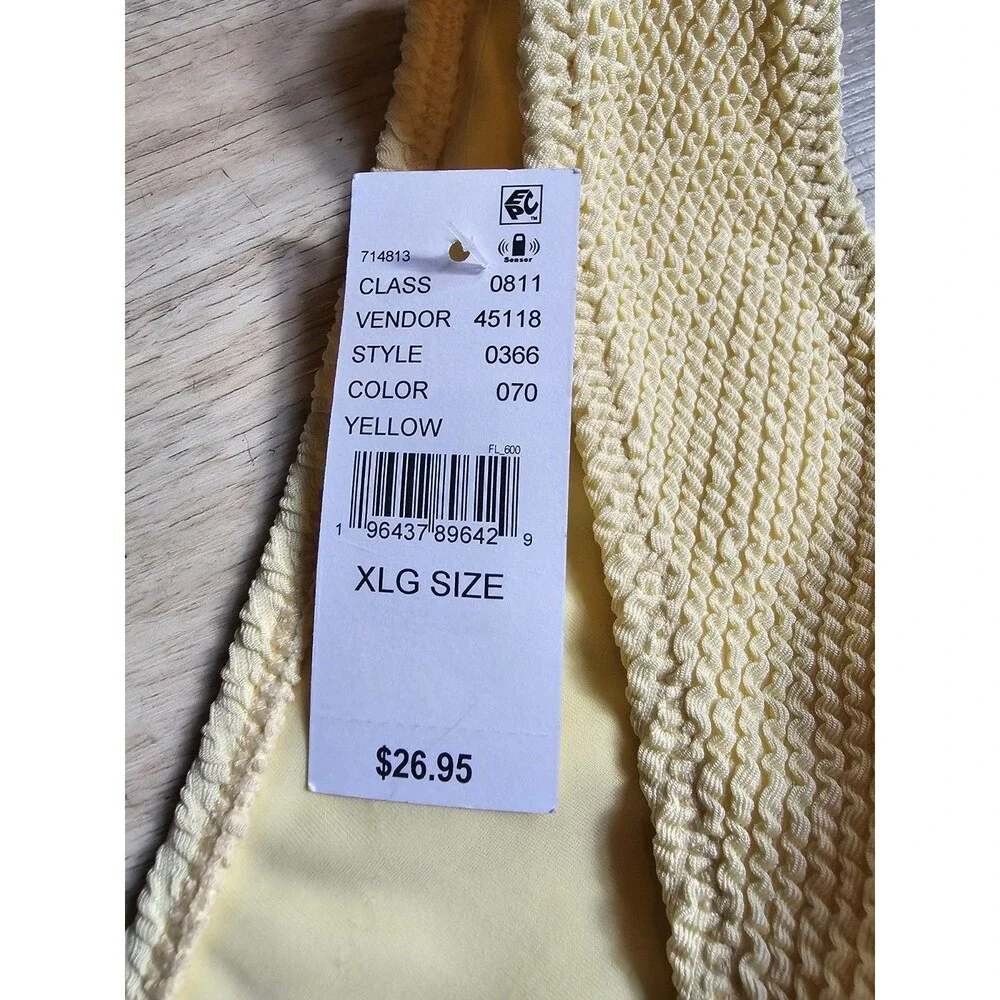 EPC™
714813
Sensor
CLASS 0811
VENDOR 45118
STYLE 0366
COLOR 070
YELLOW
FL_600
1 96437 89642 9
XLG SIZE
$26.95